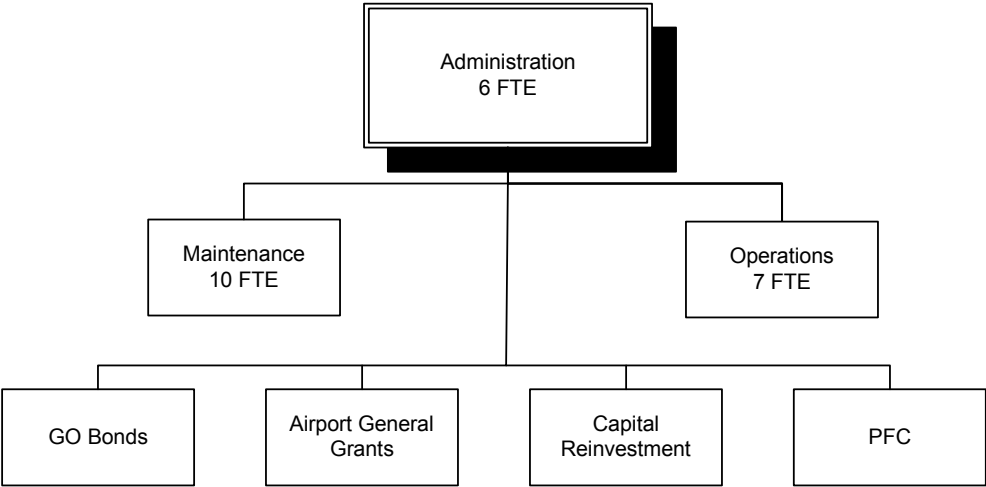 Administration
6 FTE
Maintenance
10 FTE
Operations
7 FTE
GO Bonds
Airport General
Grants
Capital
Reinvestment
PFC